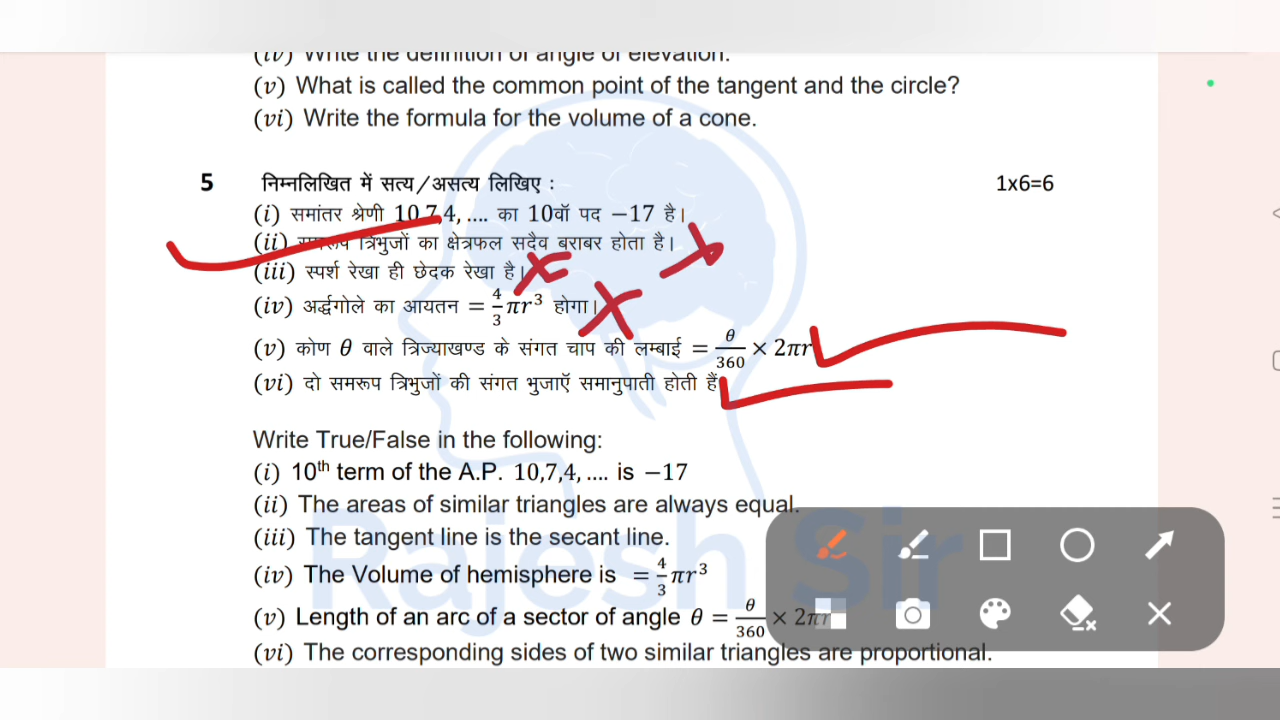 (iv) Write the definition of angle of elevation.
(v) What is called the common point of the tangent and the circle?
(vi) Write the formula for the volume of a cone.
5 निम्नलिखित में सत्य/असत्य लिखिए : 1x6=6
(i) समांतर श्रेणी 10,7,4, .... का 10वॉ पद −17 है।
(ii) समरूप त्रिभुजों का क्षेत्रफल सदैव बराबर होता है।
(iii) स्पर्श रेखा ही छेदक रेखा है।
(iv) अर्द्धगोले का आयतन = 4/3 πr³ होगा।
(v) कोण θ वाले त्रिज्याखण्ड के संगत चाप की लम्बाई = θ/360 × 2πr
(vi) दो समरूप त्रिभुजों की संगत भुजाएॅ समानुपाती होती हैं
Write True/False in the following:
(i) 10th term of the A.P. 10,7,4, .... is −17
(ii) The areas of similar triangles are always equal.
(iii) The tangent line is the secant line.
(iv) The Volume of hemisphere is = 4/3 πr³
(v) Length of an arc of a sector of angle θ = θ/360 × 2πr
(vi) The corresponding sides of two similar triangles are proportional.
Rajesh Sir